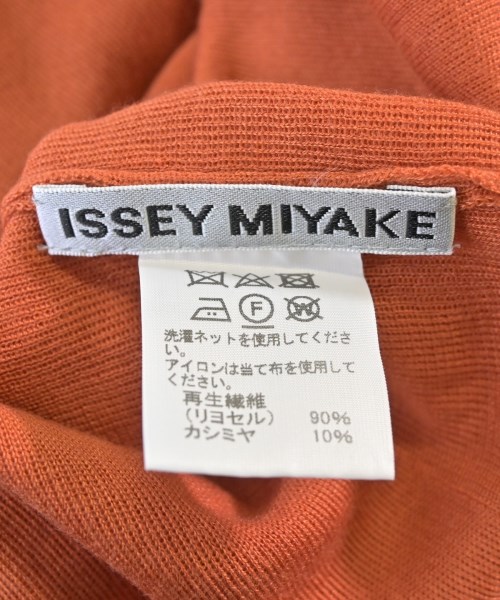 ISSEY MIYAKE
F W
洗濯ネットを使用してくださ
い。
アイロンは当て布を使用して
ください。
再生繊維
(リヨセル) 90%
カシミヤ 10%